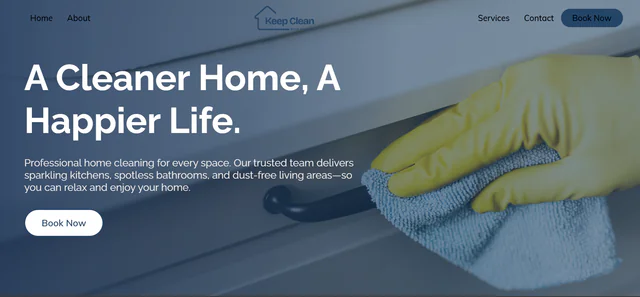 Home About Keep Clean Services Contact Book Now
A Cleaner Home, A
Happier Life.
Professional home cleaning for every space. Our trusted team delivers
sparkling kitchens, spotless bathrooms, and dust-free living areas—so
you can relax and enjoy your home.
Book Now